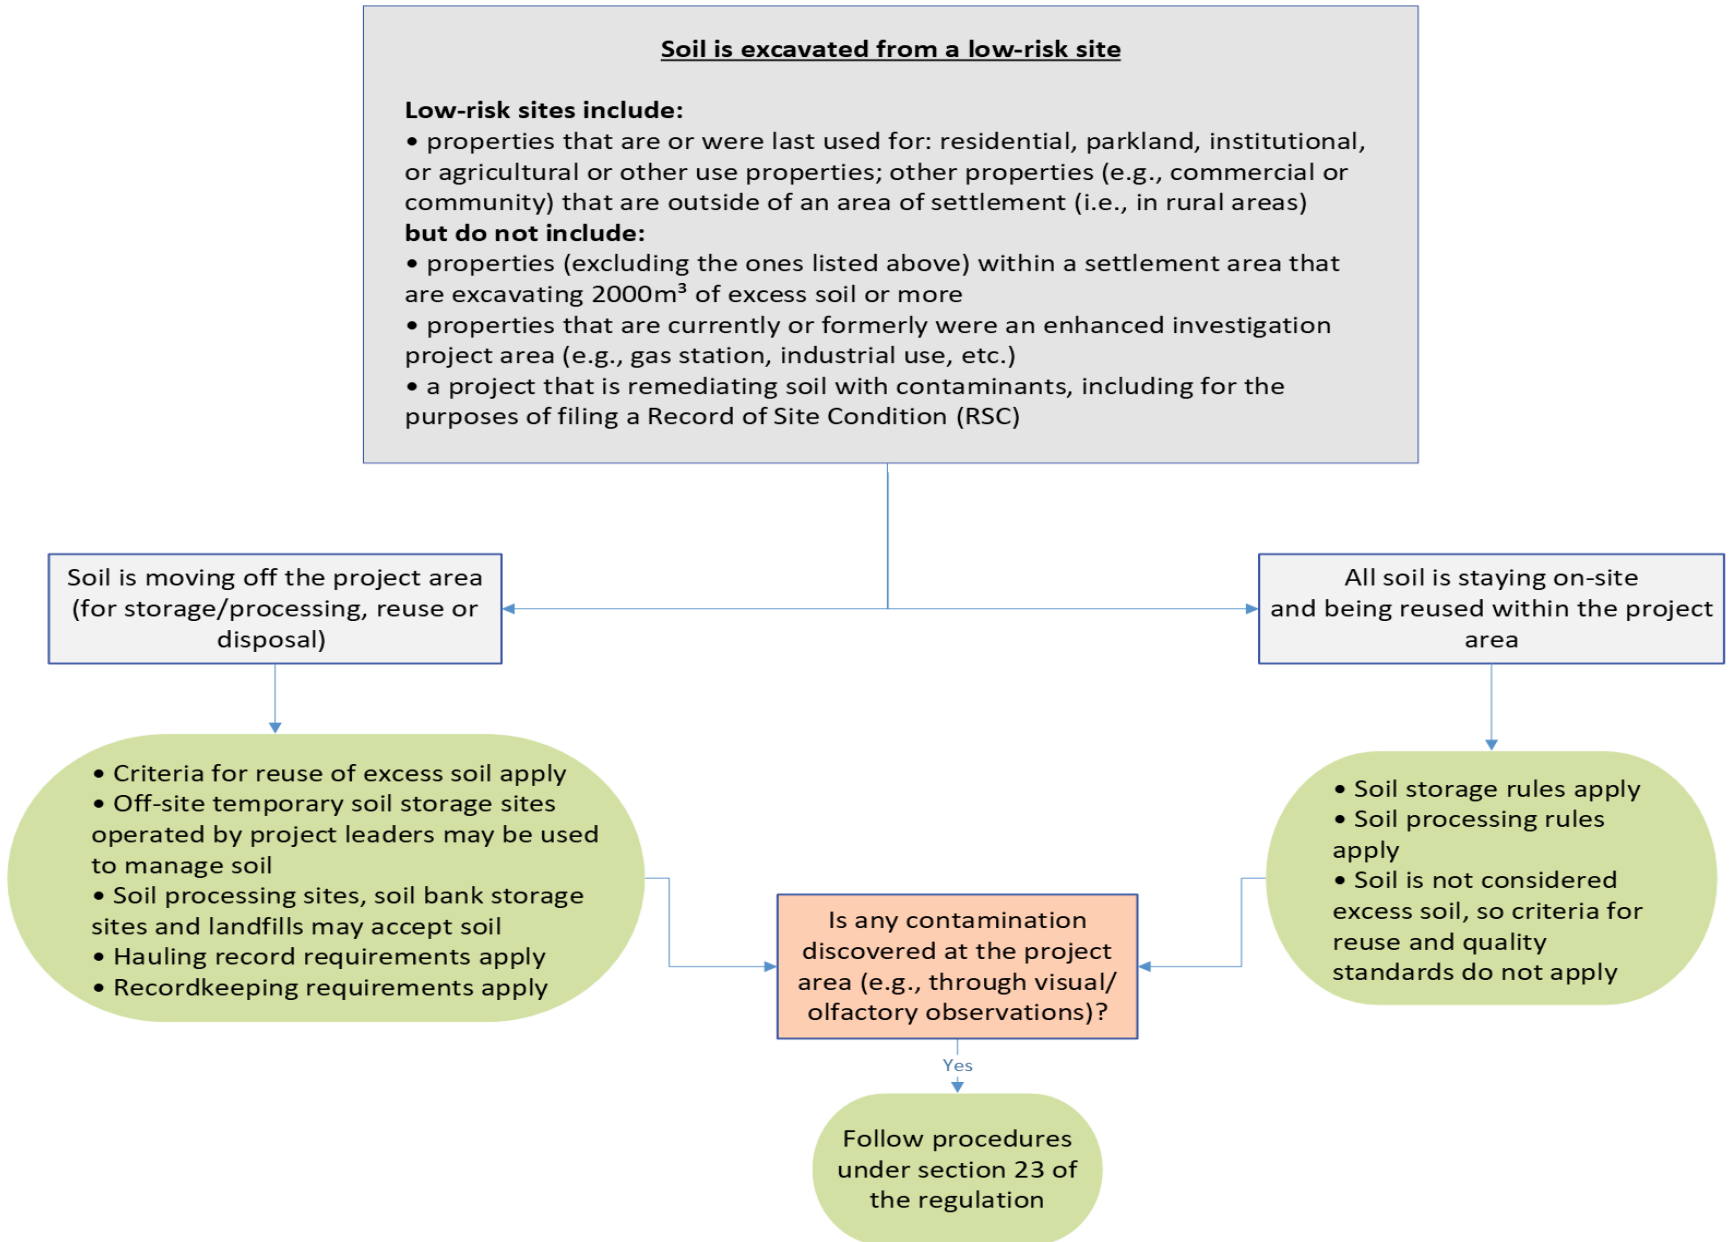 Soil is excavated from a low-risk site
Low-risk sites include:
• properties that are or were last used for: residential, parkland, institutional,
or agricultural or other use properties; other properties (e.g., commercial or
community) that are outside of an area of settlement (i.e., in rural areas)
but do not include:
• properties (excluding the ones listed above) within a settlement area that
are excavating 2000m³ of excess soil or more
• properties that are currently or formerly were an enhanced investigation
project area (e.g., gas station, industrial use, etc.)
• a project that is remediating soil with contaminants, including for the
purposes of filing a Record of Site Condition (RSC)
Soil is moving off the project area
(for storage/processing, reuse or
disposal)
All soil is staying on-site
and being reused within the project
area
• Criteria for reuse of excess soil apply
• Off-site temporary soil storage sites
operated by project leaders may be used
to manage soil
• Soil processing sites, soil bank storage
sites and landfills may accept soil
• Hauling record requirements apply
• Recordkeeping requirements apply
• Soil storage rules apply
• Soil processing rules
apply
• Soil is not considered
excess soil, so criteria for
reuse and quality
standards do not apply
Is any contamination
discovered at the project
area (e.g., through visual/
olfactory observations)?
Yes
Follow procedures
under section 23 of
the regulation